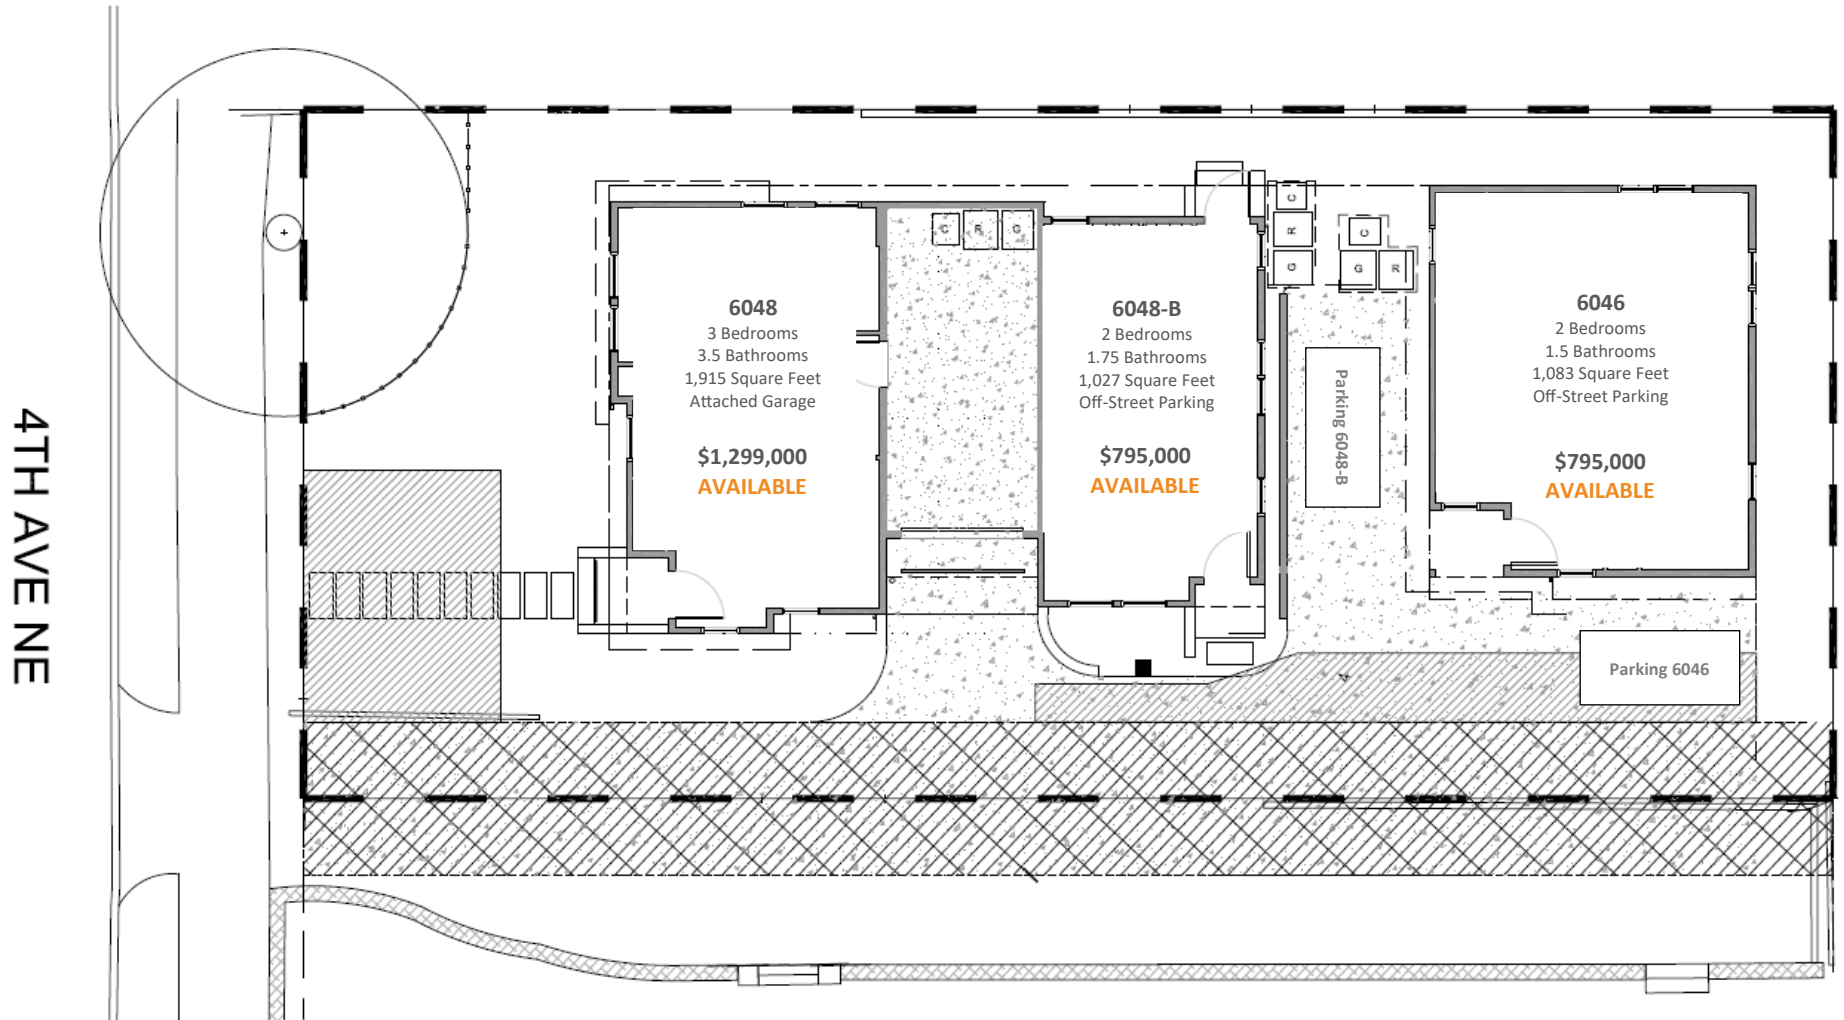 4TH AVE NE
6048
3 Bedrooms
3.5 Bathrooms
1,915 Square Feet
Attached Garage
$1,299,000
AVAILABLE
C R G
6048-B
2 Bedrooms
1.75 Bathrooms
1,027 Square Feet
Off-Street Parking
$795,000
AVAILABLE
C
R
G
C
G R
Parking 6048-B
6046
2 Bedrooms
1.5 Bathrooms
1,083 Square Feet
Off-Street Parking
$795,000
AVAILABLE
Parking 6046